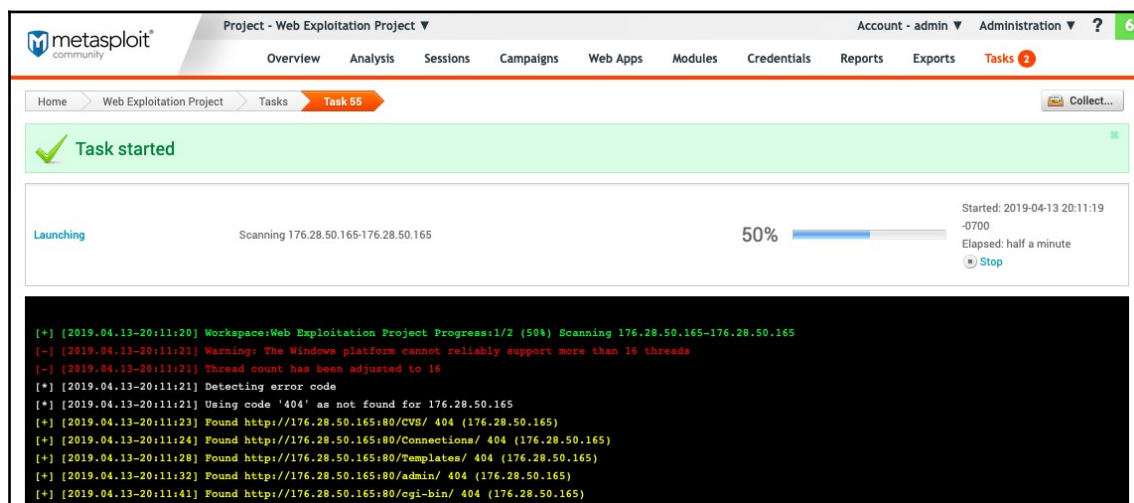 metasploit®
community
Project - Web Exploitation Project ▼
Account - admin ▼ Administration ▼ ? 6
Overview Analysis Sessions Campaigns Web Apps Modules Credentials Reports Exports Tasks 2
Home Web Exploitation Project Tasks Task 55
Collect...
Task started
Launching
Scanning 176.28.50.165-176.28.50.165
50%
Started: 2019-04-13 20:11:19
-0700
Elapsed: half a minute
Stop
[+] [2019.04.13-20:11:20] Workspace:Web Exploitation Project Progress:1/2 (50%) Scanning 176.28.50.165-176.28.50.165
[-] [2019.04.13-20:11:21] Warning: The Windows platform cannot reliably support more than 16 threads
[-] [2019.04.13-20:11:21] Thread count has been adjusted to 16
[*] [2019.04.13-20:11:21] Detecting error code
[*] [2019.04.13-20:11:21] Using code '404' as not found for 176.28.50.165
[+] [2019.04.13-20:11:23] Found http://176.28.50.165:80/CVS/ 404 (176.28.50.165)
[+] [2019.04.13-20:11:24] Found http://176.28.50.165:80/Connections/ 404 (176.28.50.165)
[+] [2019.04.13-20:11:28] Found http://176.28.50.165:80/Templates/ 404 (176.28.50.165)
[+] [2019.04.13-20:11:32] Found http://176.28.50.165:80/admin/ 404 (176.28.50.165)
[+] [2019.04.13-20:11:41] Found http://176.28.50.165:80/cgi-bin/ 404 (176.28.50.165)